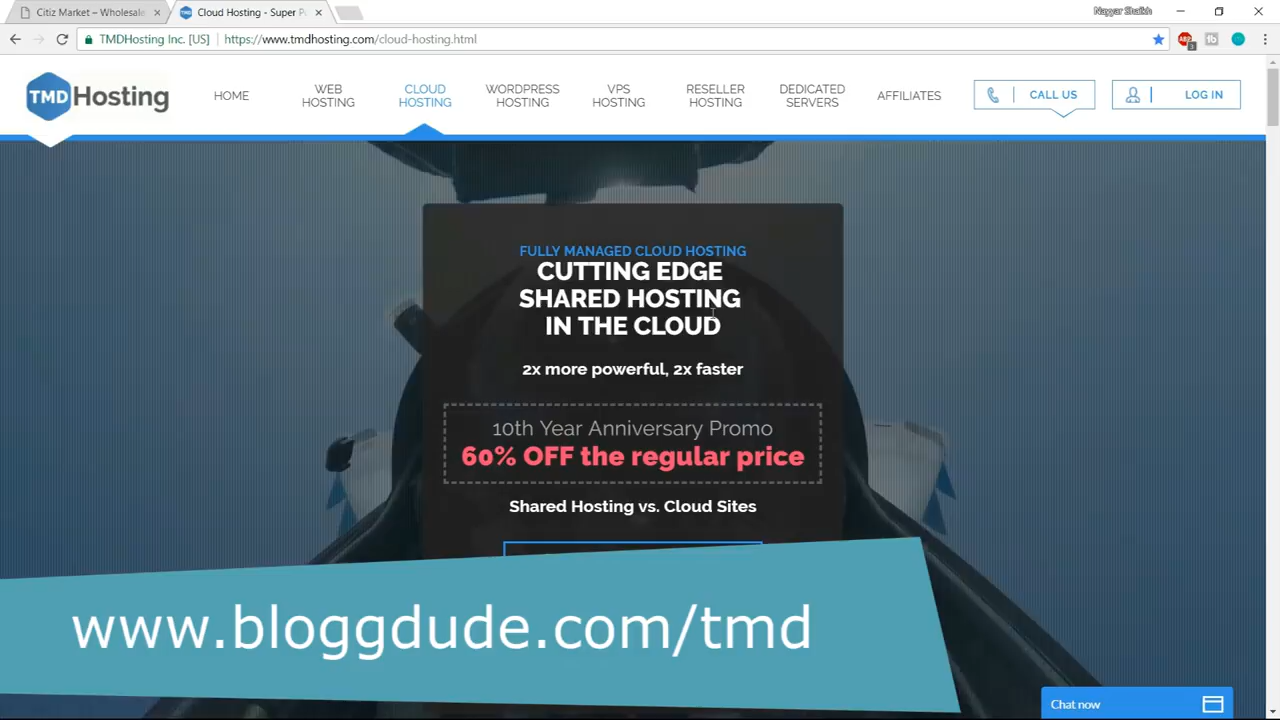 Citiz Market – Wholesale
Cloud Hosting - Super Po
Nayyar Shaikh
TMDHosting Inc. [US]
https://www.tmdhosting.com/cloud-hosting.html
TMDHosting
HOME
WEB
HOSTING
CLOUD
HOSTING
WORDPRESS
HOSTING
VPS
HOSTING
RESELLER
HOSTING
DEDICATED
SERVERS
AFFILIATES
CALL US
LOG IN
FULLY MANAGED CLOUD HOSTING
CUTTING EDGE
SHARED HOSTING
IN THE CLOUD
2x more powerful, 2x faster
10th Year Anniversary Promo
60% OFF the regular price
Shared Hosting vs. Cloud Sites
www.bloggdude.com/tmd
Chat now